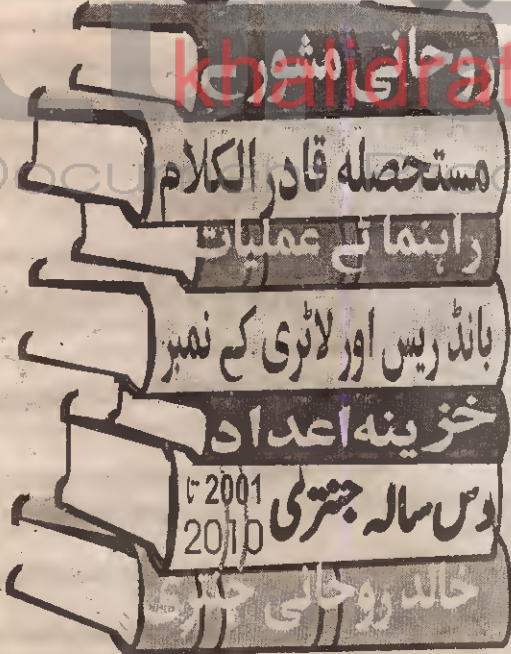 روحانی مشورے
khalidrat
مستحصلہ قادر الکلام
Docum
راہنمائے عملیات
بانڈ ریس اور لاٹری کے نمبر
خزینہ اعداد
دس سالہ جنتری 2001 تا 2010
خالد روحانی جنتری